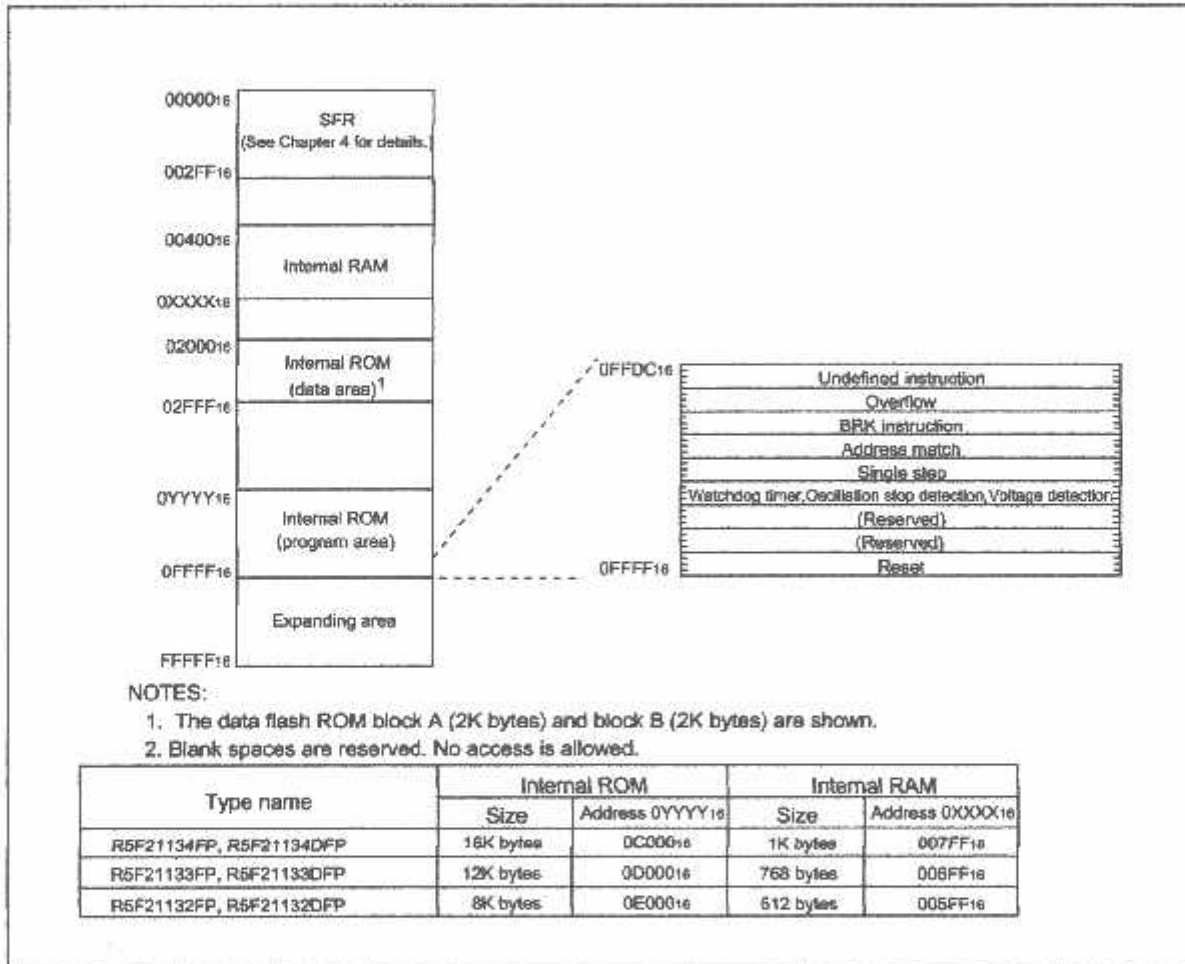 00000₁₆
SFR
(See Chapter 4 for details.)
002FF₁₆
00400₁₆
Internal RAM
0XXXX₁₆
02000₁₆
Internal ROM
(data area)¹
02FFF₁₆
0YYYY₁₆
Internal ROM
(program area)
0FFFF₁₆
Expanding area
FFFFF₁₆
0FFDC₁₆
Undefined instruction
Overflow
BRK instruction
Address match
Single step
Watchdog timer,Oscillation stop detection,Voltage detection
(Reserved)
(Reserved)
Reset
0FFFF₁₆
NOTES:
1. The data flash ROM block A (2K bytes) and block B (2K bytes) are shown.
2. Blank spaces are reserved. No access is allowed.
Type name Internal ROM Internal RAM
Size Address 0YYYY₁₆ Size Address 0XXXX₁₆
R5F21134FP, R5F21134DFP 16K bytes 0C000₁₆ 1K bytes 007FF₁₆
R5F21133FP, R5F21133DFP 12K bytes 0D000₁₆ 768 bytes 006FF₁₆
R5F21132FP, R5F21132DFP 8K bytes 0E000₁₆ 512 bytes 005FF₁₆